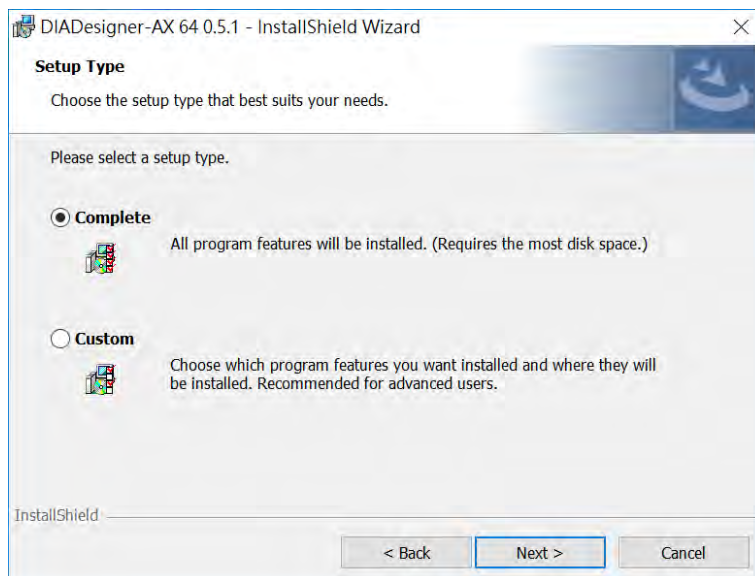 DIADesigner-AX 64 0.5.1 - InstallShield Wizard
Setup Type
Choose the setup type that best suits your needs.
Please select a setup type.
Complete
All program features will be installed. (Requires the most disk space.)
Custom
Choose which program features you want installed and where they will
be installed. Recommended for advanced users.
InstallShield
< Back
Next >
Cancel